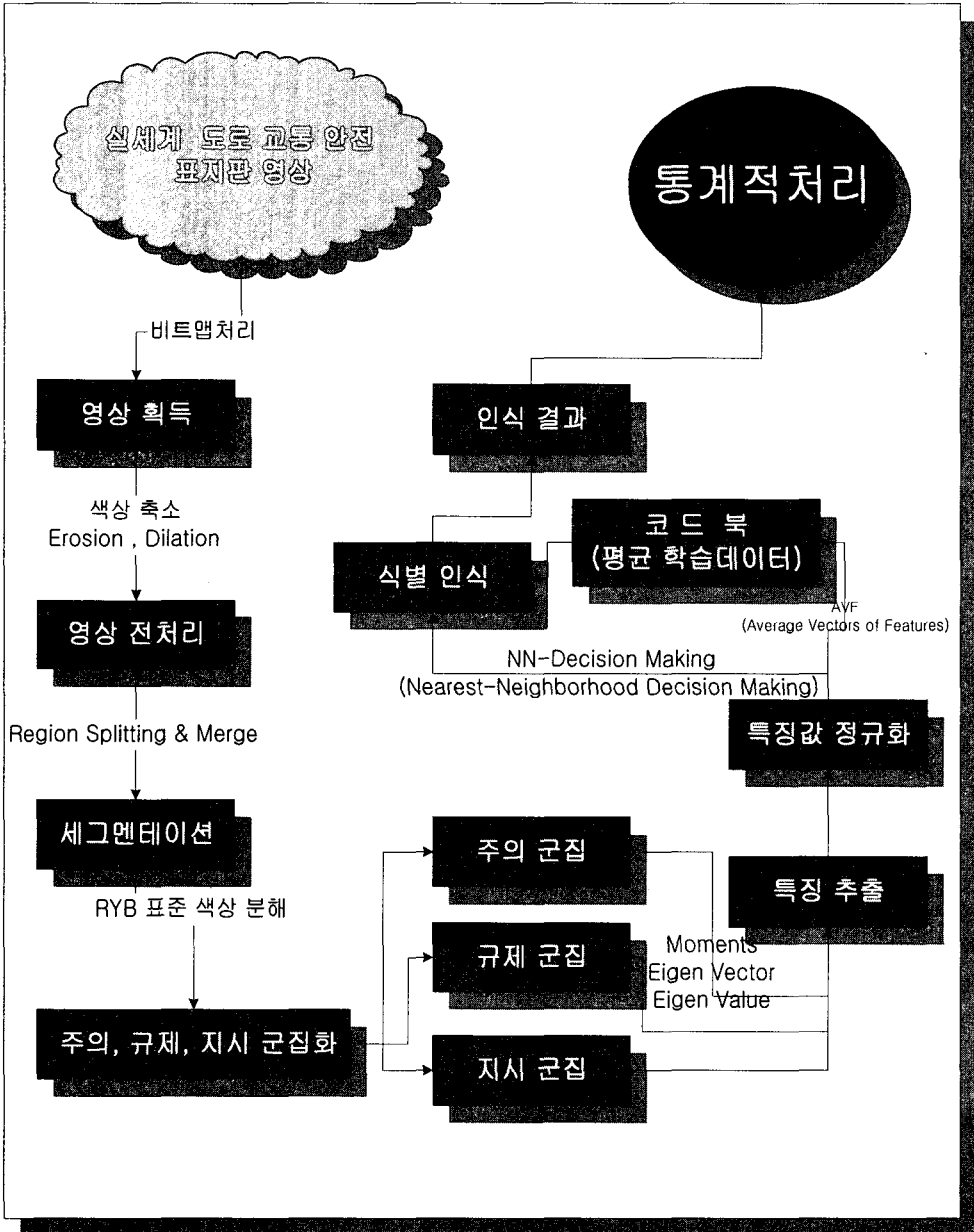 실세계 도로 교통 안전
표지판 영상
통계적처리
비트맵처리
영상 획득
색상 축소
Erosion , Dilation
영상 전처리
Region Splitting & Merge
세그멘테이션
RYB 표준 색상 분해
주의, 규제, 지시 군집화
주의 군집
규제 군집
지시 군집
Moments
Eigen Vector
Eigen Value
특징 추출
특징값 정규화
AVF
(Average Vectors of Features)
NN-Decision Making
(Nearest-Neighborhood Decision Making)
코드 북
(평균 학습데이터)
식별 인식
인식 결과